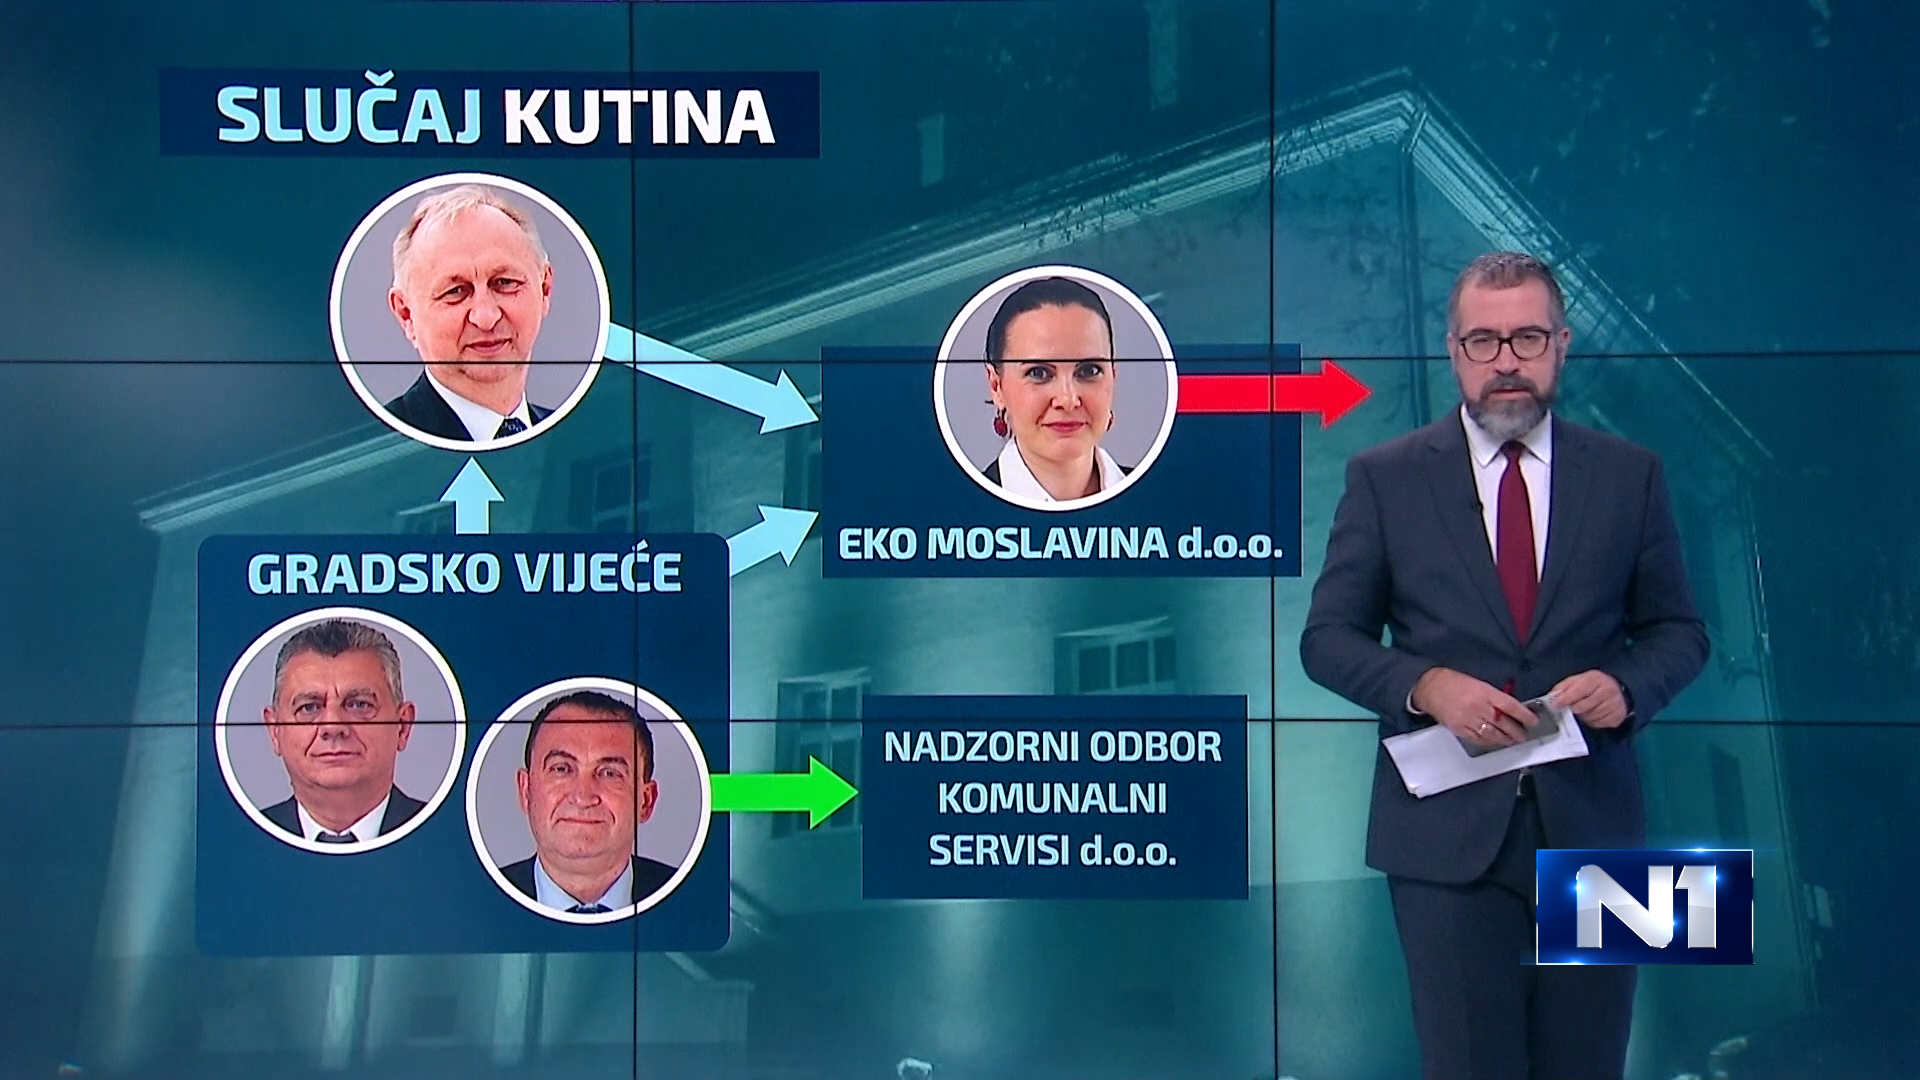 SLUČAJ KUTINA
GRADSKO VIJEĆE
EKO MOSLAVINA d.o.o.
NADZORNI ODBOR
KOMUNALNI
SERVISI d.o.o.
N1